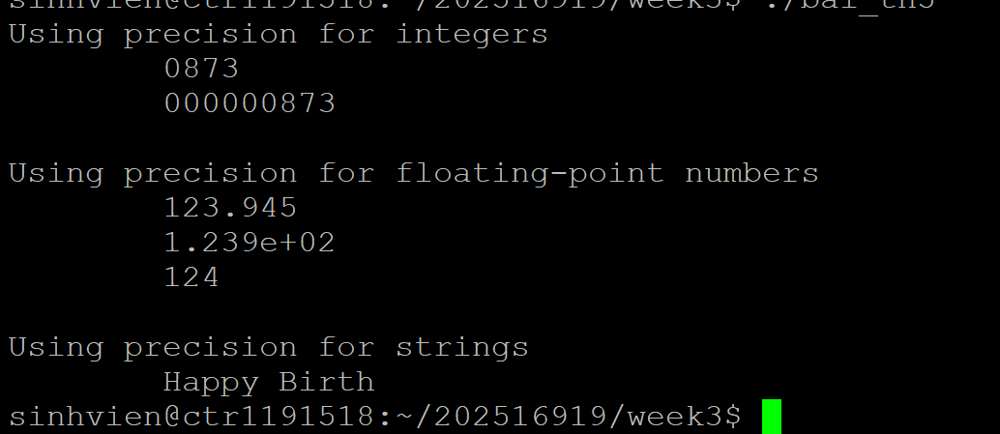 sinhvien@ctr1191518:~/202516919/week3$ ./bai_th5
Using precision for integers
0873
000000873
Using precision for floating-point numbers
123.945
1.239e+02
124
Using precision for strings
Happy Birth
sinhvien@ctr1191518:~/202516919/week3$